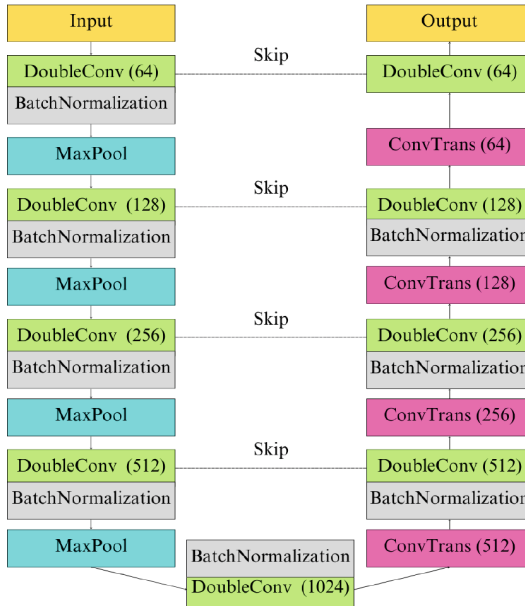 Input
Output
Skip
DoubleConv (64)
DoubleConv (64)
BatchNormalization
MaxPool
ConvTrans (64)
Skip
DoubleConv (128)
DoubleConv (128)
BatchNormalization
BatchNormalization
MaxPool
ConvTrans (128)
Skip
DoubleConv (256)
DoubleConv (256)
BatchNormalization
BatchNormalization
MaxPool
ConvTrans (256)
Skip
DoubleConv (512)
DoubleConv (512)
BatchNormalization
BatchNormalization
MaxPool
ConvTrans (512)
BatchNormalization
DoubleConv (1024)